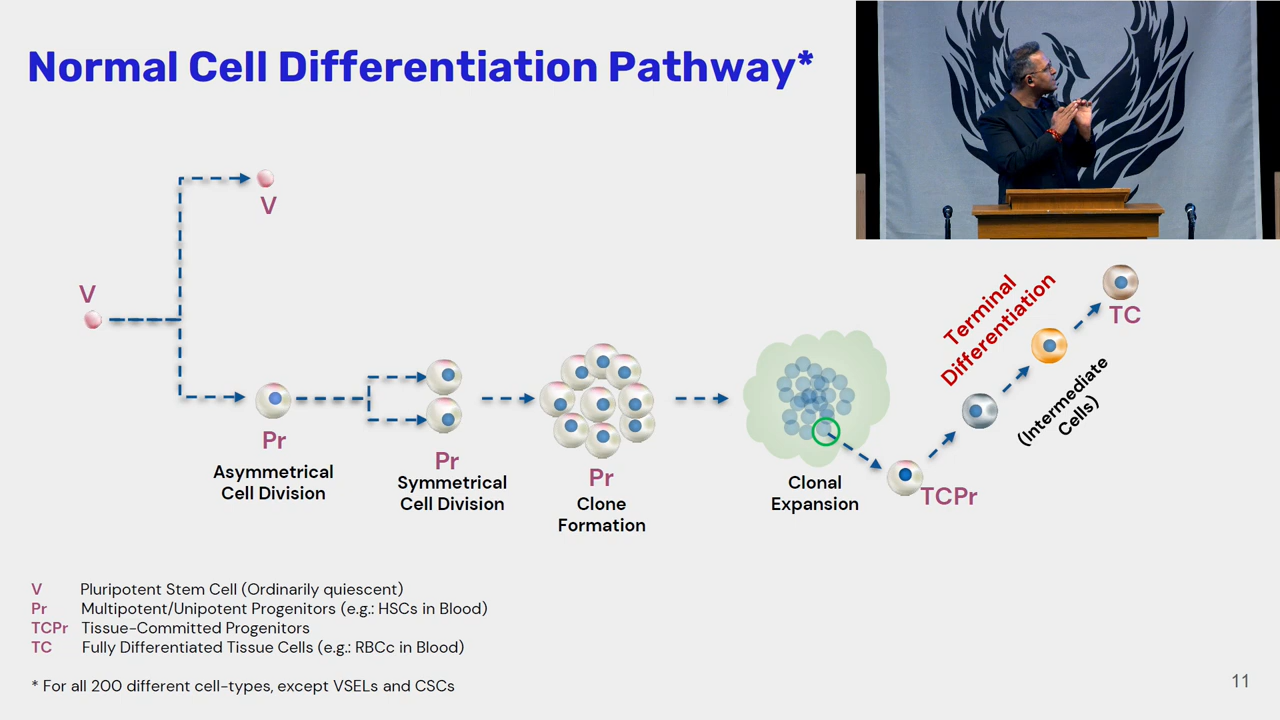 Normal Cell Differentiation Pathway*
V
V
Pr
Asymmetrical
Cell Division
Pr
Symmetrical
Cell Division
Pr
Clone
Formation
Clonal
Expansion
TCPr
Terminal
Differentiation
(Intermediate
Cells)
TC
V Pluripotent Stem Cell (Ordinarily quiescent)
Pr Multipotent/Unipotent Progenitors (e.g.: HSCs in Blood)
TCPr Tissue-Committed Progenitors
TC Fully Differentiated Tissue Cells (e.g.: RBCc in Blood)
* For all 200 different cell-types, except VSELs and CSCs
11